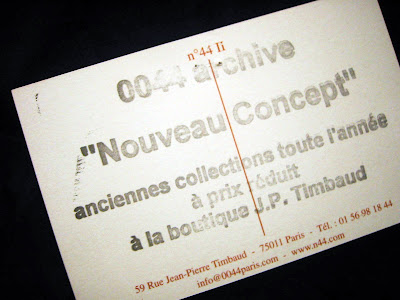 n°44 Ii
0044 archive
"Nouveau Concept"
anciennes collections toute l'année
à prix réduit
à la boutique J.P. Timbaud
59 Rue Jean-Pierre Timbaud - 75011 Paris - Tél. : 01 56 98 18 44
info@0044paris.com - www.n44.com